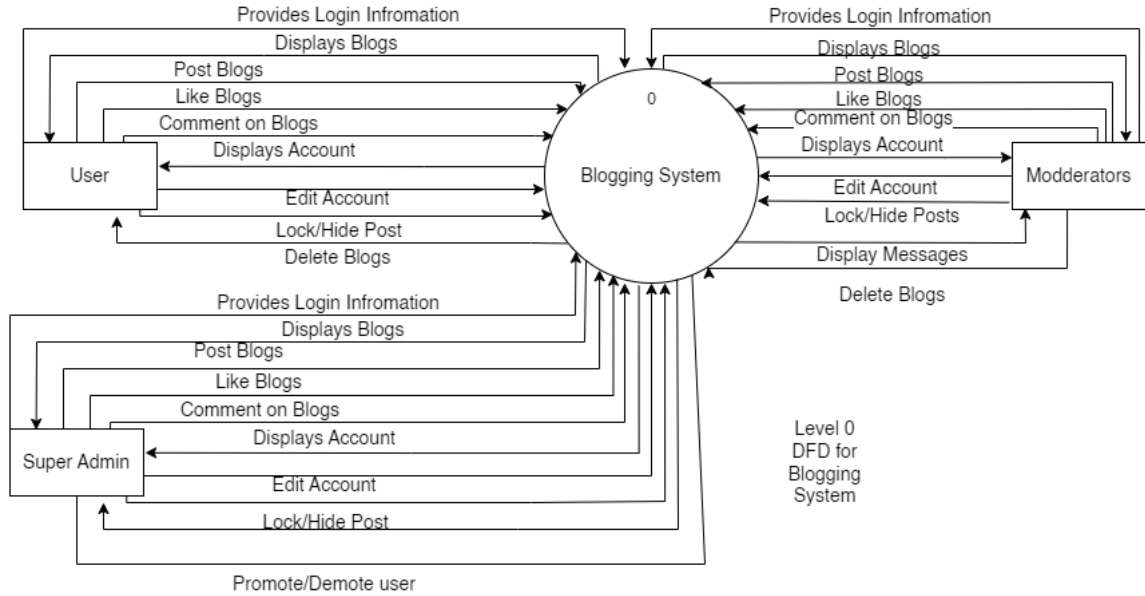 Provides Login Infromation
Displays Blogs
Post Blogs
Like Blogs
Comment on Blogs
Displays Account
User
Edit Account
Lock/Hide Post
Delete Blogs
0
Blogging System
Provides Login Infromation
Displays Blogs
Post Blogs
Like Blogs
Comment on Blogs
Displays Account
Modderators
Edit Account
Lock/Hide Posts
Display Messages
Delete Blogs
Provides Login Infromation
Displays Blogs
Post Blogs
Like Blogs
Comment on Blogs
Displays Account
Super Admin
Edit Account
Lock/Hide Post
Promote/Demote user
Level 0
DFD for
Blogging
System